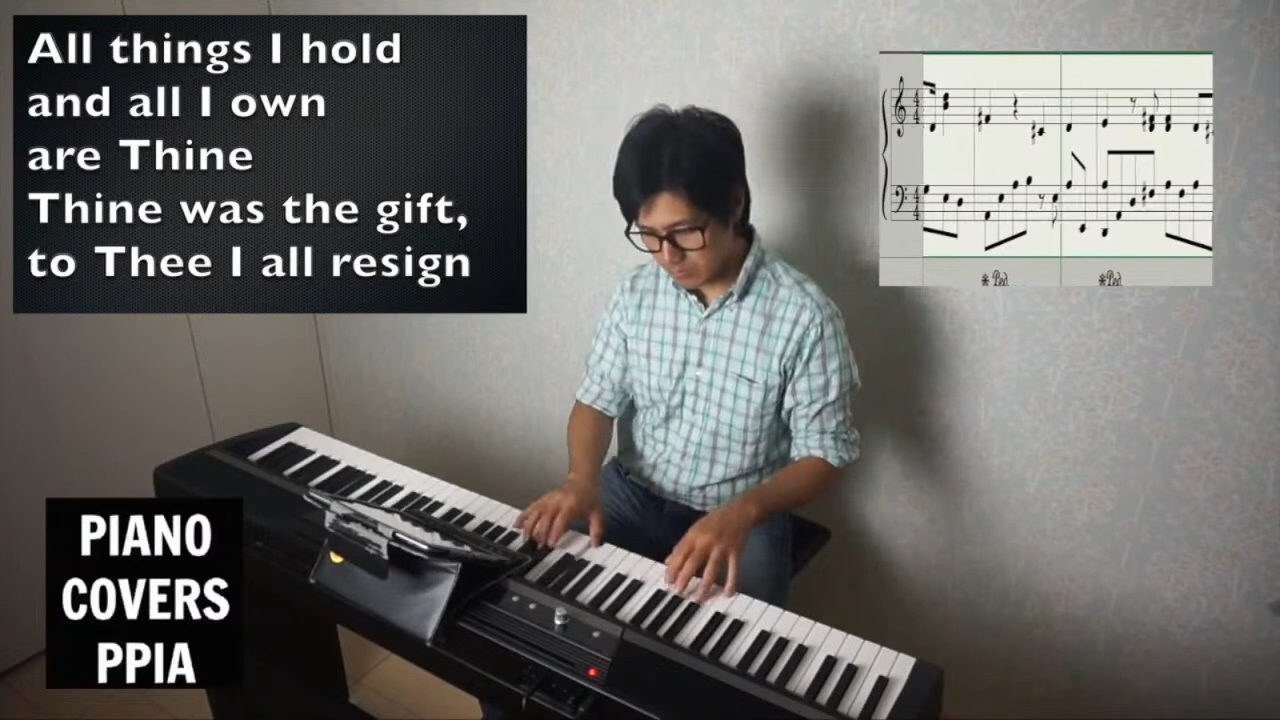 All things I hold
and all I own
are Thine
Thine was the gift,
to Thee I all resign
PIANO
COVERS
PPIA